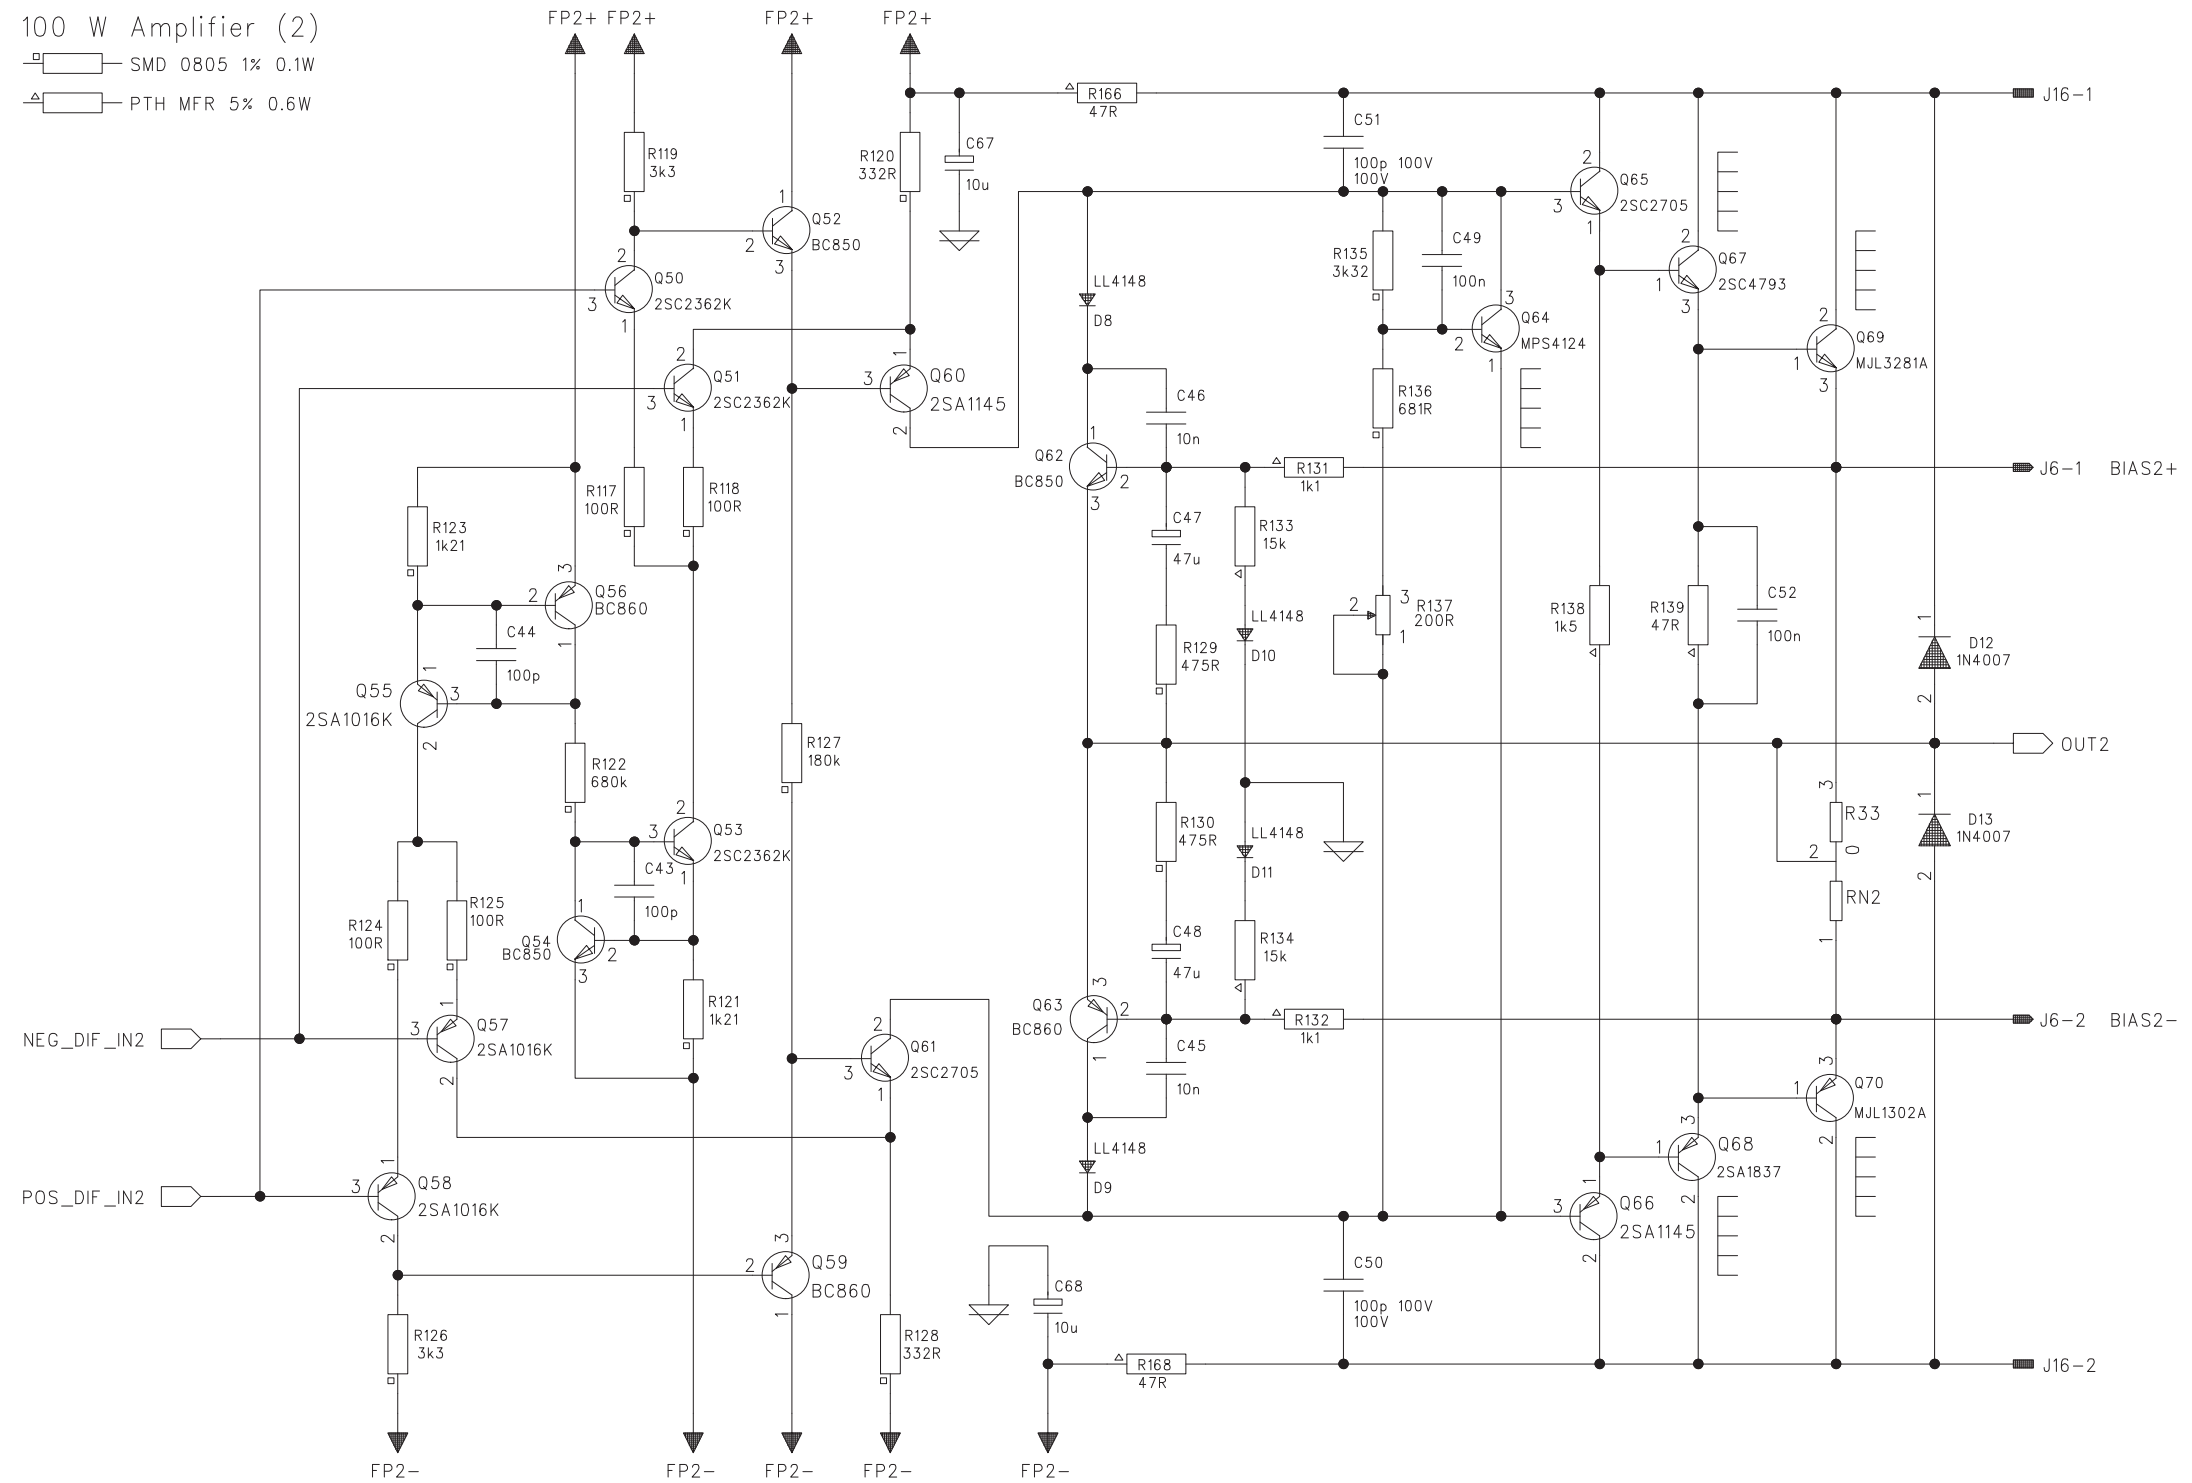 FP2+ FP2+ FP2+ FP2+
100 W Amplifier (2)
SMD 0805 1% 0.1W
PTH MFR 5% 0.6W
R166
47R
J16-1
C51
100p 100V
100V
R119
3k3
R120
332R
C67
10u
2
Q65
2SC2705
3
1
1
Q52
BC850
2
3
2
Q50
2SC2362K
3
1
R135
3k32
C49
100n
2
Q67
2SC4793
1
3
LL4148
D8
3
Q64
MPS4124
2
1
2
Q69
MJL3281A
1
3
2
Q51
2SC2362K
3
1
1
Q60
2SA1145
3
2
R136
681R
C46
10n
1
Q62
BC850
2
3
R131
1k1
J6-1 BIAS2+
R117
100R
R118
100R
R123
1k21
C47
47u
R133
15k
3
Q56
BC860
2
1
C44
100p
LL4148
D10
3
2
R137
200R
1
R138
1k5
R139
47R
C52
100n
R129
475R
1
D12
1N4007
2
1
Q55
2SA1016K
3
2
R122
680k
R127
180k
OUT2
3
R33
0
2
RN2
1
1
D13
1N4007
2
R130
475R
LL4148
D11
2
Q53
2SC2362K
3
1
C43
100p
R124
100R
R125
100R
1
Q54
BC850
2
3
C48
47u
R134
15k
R121
1k21
3
Q63
BC860
2
1
R132
1k1
J6-2 BIAS2-
NEG_DIF_IN2
1
Q57
2SA1016K
3
2
2
Q61
2SC2705
3
1
C45
10n
3
Q70
MJL1302A
1
2
3
Q68
2SA1837
1
2
LL4148
D9
POS_DIF_IN2
1
Q58
2SA1016K
3
2
1
Q66
2SA1145
3
2
3
Q59
BC860
2
1
C68
10u
C50
100p 100V
100V
R126
3k3
R128
332R
R168
47R
J16-2
FP2- FP2- FP2- FP2- FP2-